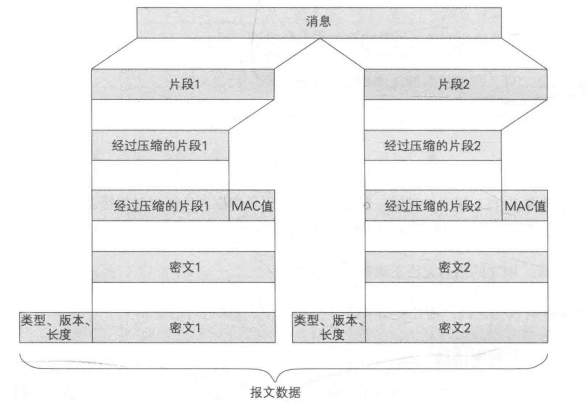 消息
片段1
片段2
经过压缩的片段1
经过压缩的片段2
经过压缩的片段1
MAC值
经过压缩的片段2
MAC值
密文1
密文2
类型、版本、
长度
密文1
类型、版本、
长度
密文2
报文数据